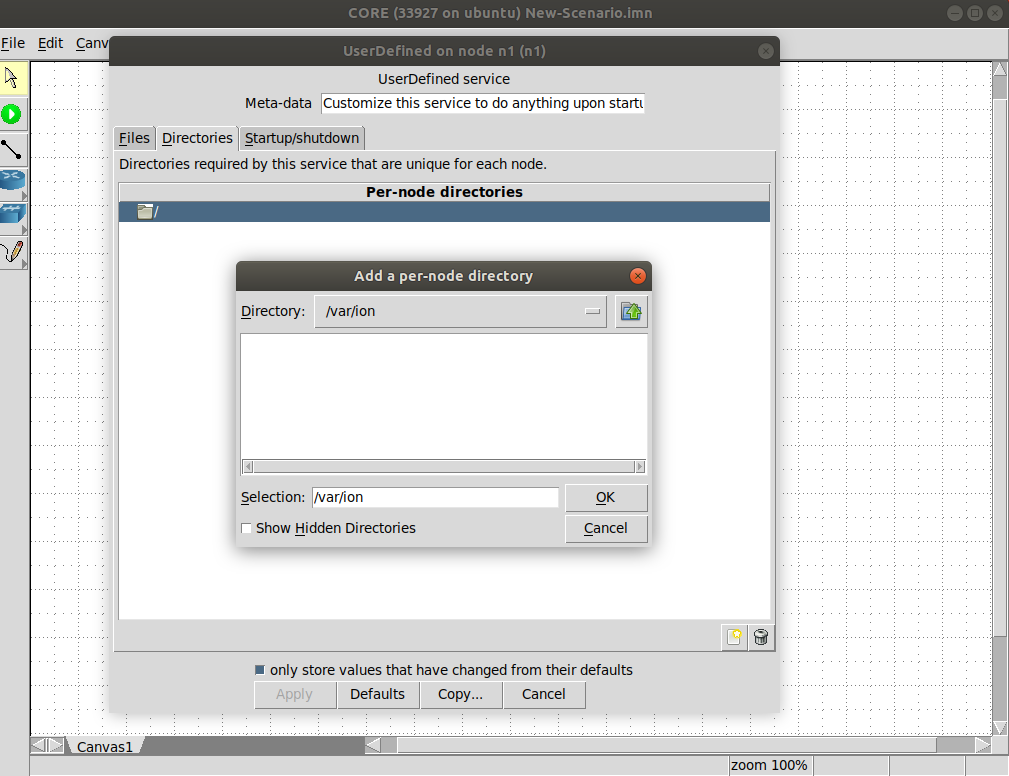 CORE (33927 on ubuntu) New-Scenario.imn
File Edit Canv
UserDefined on node n1 (n1)
UserDefined service
Meta-data Customize this service to do anything upon startu
Files Directories Startup/shutdown
Directories required by this service that are unique for each node.
Per-node directories
/
Add a per-node directory
Directory: /var/ion
Selection: /var/ion OK
Show Hidden Directories Cancel
only store values that have changed from their defaults
Apply Defaults Copy... Cancel
Canvas1
zoom 100%